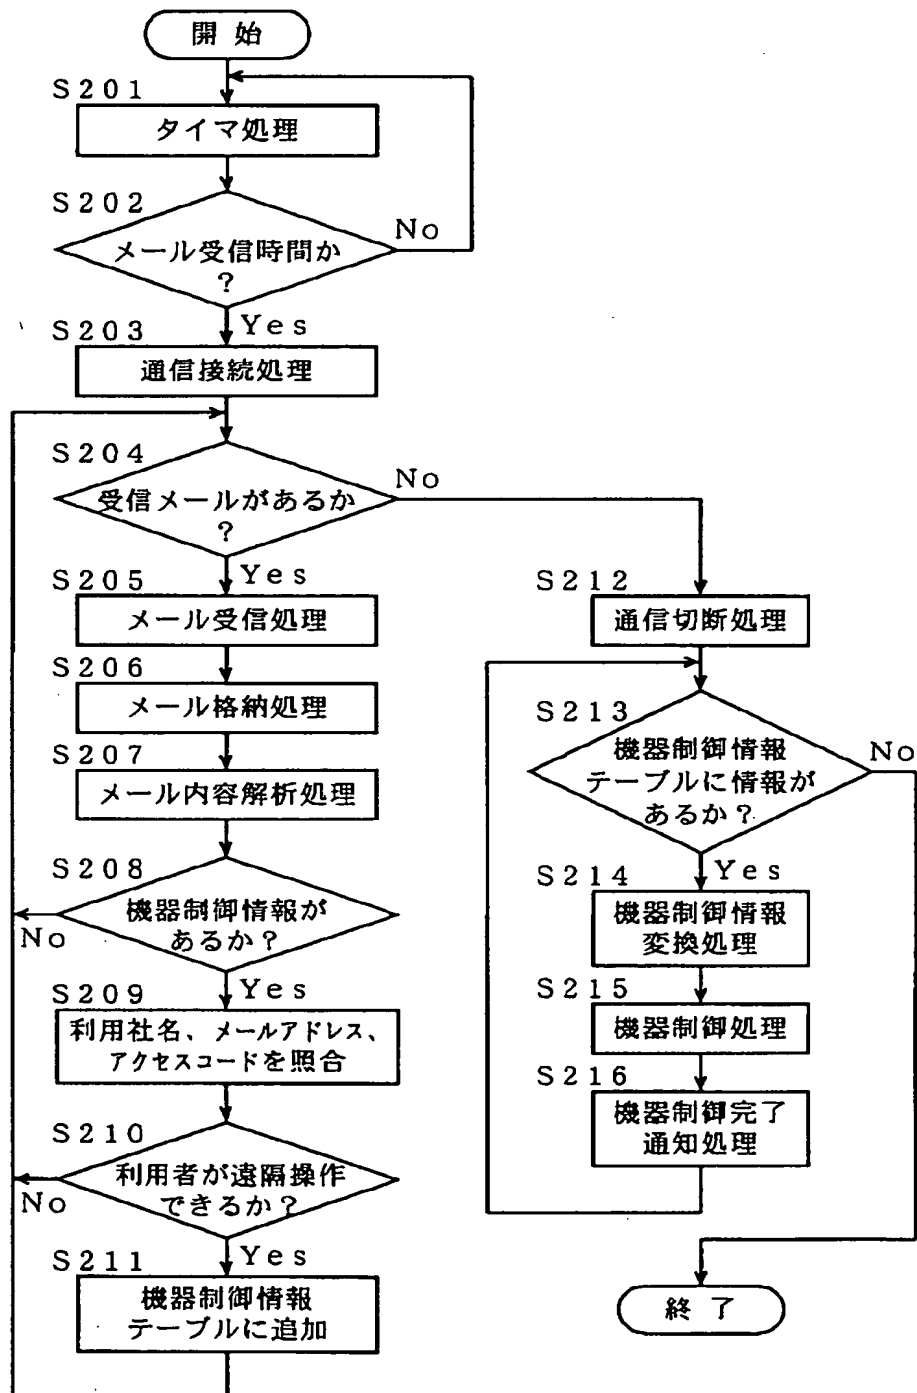 開 始
S201
タイマ処理
S202
メール受信時間か
?
No
Yes
S203
通信接続処理
S204
受信メールがあるか
?
No
Yes
S205
メール受信処理
S206
メール格納処理
S207
メール内容解析処理
S208
機器制御情報が
あるか?
No
Yes
S209
利用社名、メールアドレス、
アクセスコードを照合
S210
利用者が遠隔操作
できるか?
No
Yes
S211
機器制御情報
テーブルに追加
S212
通信切断処理
S213
機器制御情報
テーブルに情報が
あるか?
No
Yes
S214
機器制御情報
変換処理
S215
機器制御処理
S216
機器制御完了
通知処理
終 了